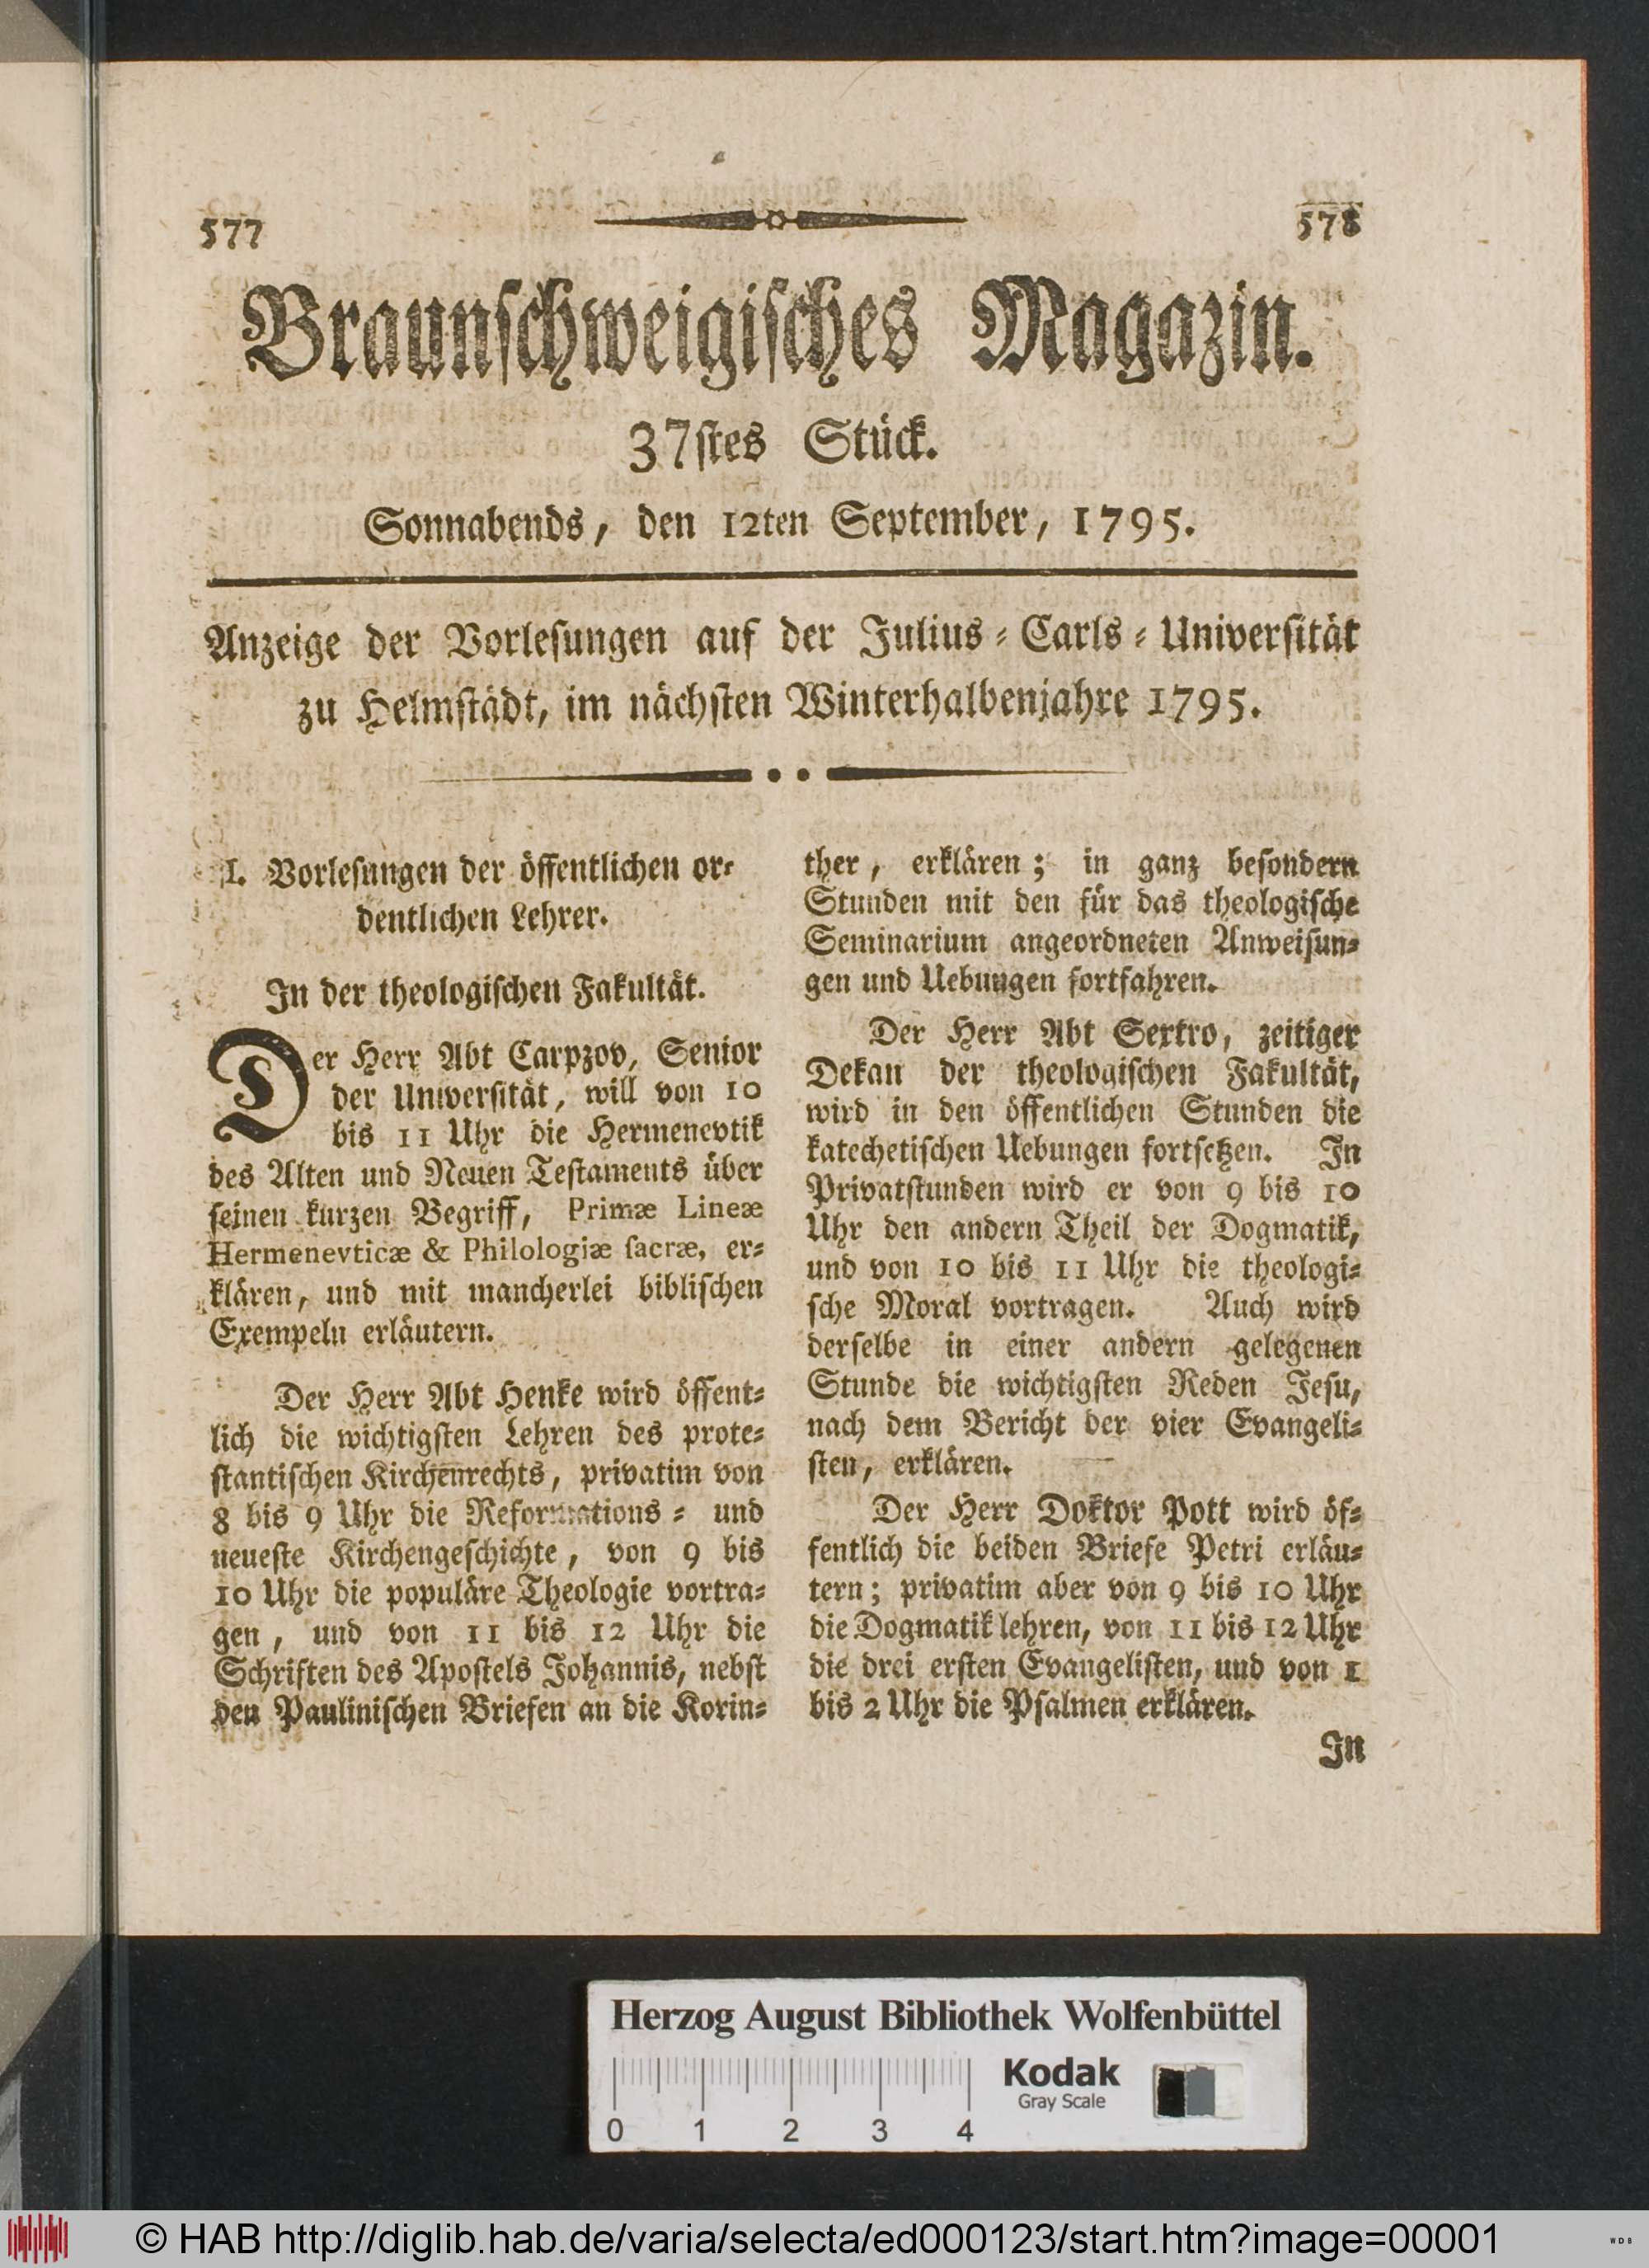 577
578
Braunschweigisches Magazin.
37stes Stück.
Sonnabends, den 12ten September, 1795.
Anzeige der Vorlesungen auf der Julius-Carls-Universität
zu Helmstädt, im nächsten Winterhalbenjahre 1795.
I. Vorlesungen der öffentlichen or-
dentlichen Lehrer.
In der theologischen Fakultät.
Der Herr Abt Carpzov, Senior
der Universität, will von 10
bis 11 Uhr die Hermenevtik
des Alten und Neuen Testaments über
seinen kurzen Begriff, Primæ Lineæ
Hermenevticæ & Philologiæ sacræ, er-
klären, und mit mancherlei biblischen
Exempeln erläutern.
Der Herr Abt Henke wird öffent-
lich die wichtigsten Lehren des prote-
stantischen Kirchenrechts, privatim von
8 bis 9 Uhr die Reformations- und
neueste Kirchengeschichte, von 9 bis
10 Uhr die populäre Theologie vortra-
gen, und von 11 bis 12 Uhr die
Schriften des Apostels Johannis, nebst
den Paulinischen Briefen an die Korin-
ther, erklären; in ganz besondern
Stunden mit den für das theologische
Seminarium angeordneten Anweisun-
gen und Uebungen fortfahren.
Der Herr Abt Sextro, zeitiger
Dekan der theologischen Fakultät,
wird in den öffentlichen Stunden die
katechetischen Uebungen fortsetzen. In
Privatstunden wird er von 9 bis 10
Uhr den andern Theil der Dogmatik,
und von 10 bis 11 Uhr die theologi-
sche Moral vortragen. Auch wird
derselbe in einer andern gelegenen
Stunde die wichtigsten Reden Jesu,
nach dem Bericht der vier Evangeli-
sten, erklären.
Der Herr Doktor Pott wird öf-
fentlich die beiden Briefe Petri erläu-
tern; privatim aber von 9 bis 10 Uhr
die Dogmatik lehren, von 11 bis 12 Uhr
die drei ersten Evangelisten, und von 1
bis 2 Uhr die Psalmen erklären.
In
Herzog August Bibliothek Wolfenbüttel
Kodak
Gray Scale
0 1 2 3 4
© HAB http://diglib.hab.de/varia/selecta/ed000123/start.htm?image=00001
WDB